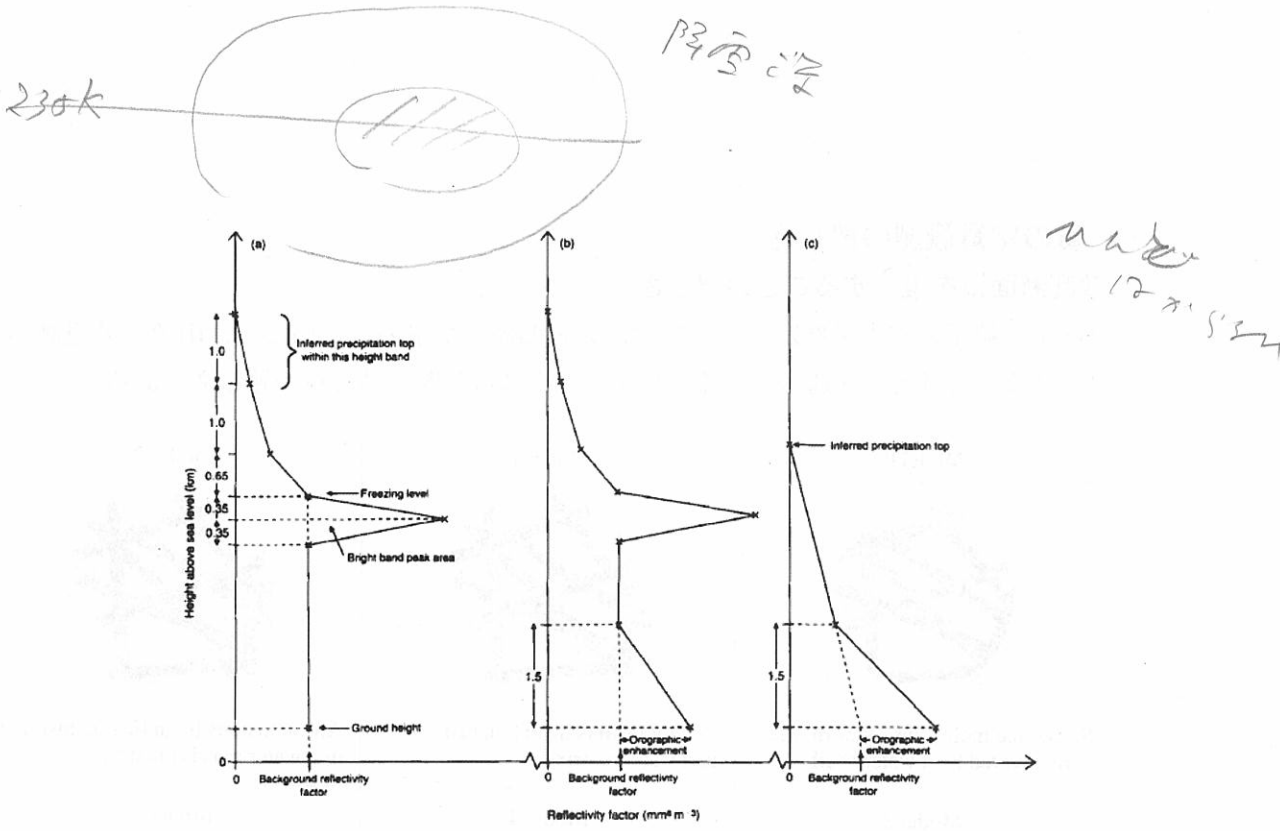 230K
降雪
(a)
(b)
(c)
1.0
Inferred precipitation top
within this height band
1.0
Inferred precipitation top
0.65
Freezing level
0.35
0.35
Bright band peak area
Height above sea level (km)
1.5
1.5
Ground height
Orographic
enhancement
Orographic
enhancement
0
0
Background reflectivity
factor
0
Background reflectivity
factor
0
Background reflectivity
factor
Reflectivity factor (mm⁶ m⁻³)